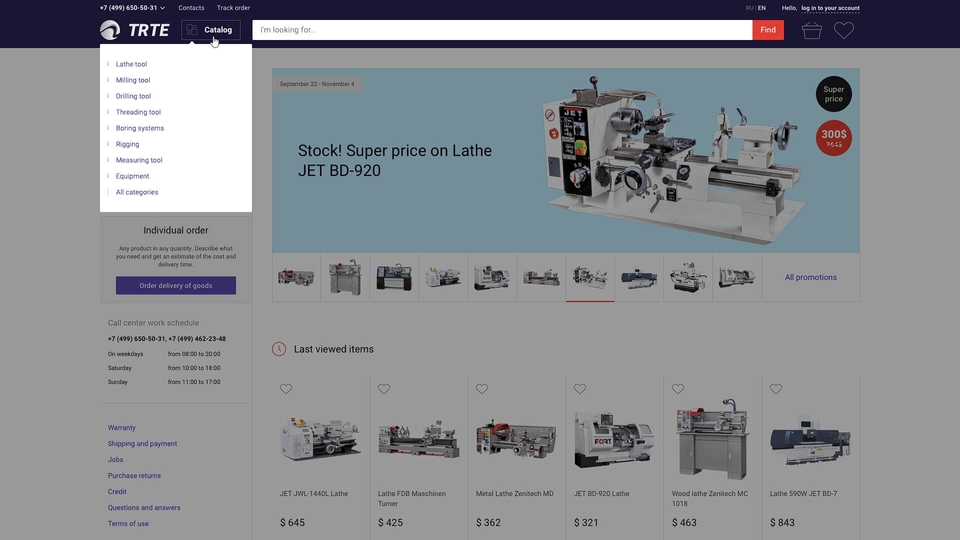 +7 (499) 650-50-31 Contacts Track order RU | EN Hello, log in to your account
TRTE Catalog I'm looking for... Find
Lathe tool
Milling tool
Drilling tool
Threading tool
Boring systems
Rigging
Measuring tool
Equipment
All categories
September 22 - November 4
Stock! Super price on Lathe
JET BD-920
JET
Super
price
300$
Individual order
Any product in any quantity. Describe what
you need and get an estimate of the cost and
delivery time.
Order delivery of goods
All promotions
Call center work schedule
+7 (499) 650-50-31, +7 (499) 462-23-48
On weekdays from 08:00 to 20:00
Saturday from 10:00 to 18:00
Sunday from 11:00 to 17:00
Last viewed items
FORT
JET JWL-1440L Lathe
$ 645
Lathe FDB Maschinen
Turner
$ 425
Metal Lathe Zenitech MD
$ 362
JET BD-920 Lathe
$ 321
Wood lathe Zenitech MC
1018
$ 463
Lathe 590W JET BD-7
$ 843
Warranty
Shipping and payment
Jobs
Purchase returns
Credit
Questions and answers
Terms of use